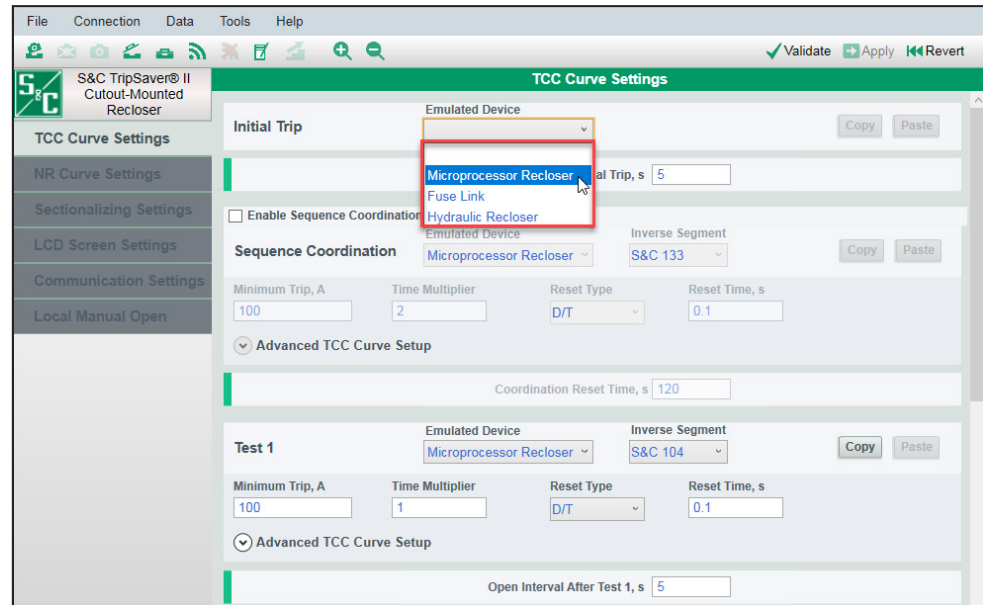 File Connection Data Tools Help
Validate Apply Revert
S&C
S&C TripSaver® II
Cutout-Mounted
Recloser
TCC Curve Settings
NR Curve Settings
Sectionalizing Settings
LCD Screen Settings
Communication Settings
Local Manual Open
TCC Curve Settings
Emulated Device
Initial Trip Copy Paste
Microprocessor Recloser
Fuse Link
Hydraulic Recloser
al Trip, s 5
Enable Sequence Coordination
Emulated Device Inverse Segment
Sequence Coordination Microprocessor Recloser S&C 133 Copy Paste
Minimum Trip, A Time Multiplier Reset Type Reset Time, s
100 2 D/T 0.1
Advanced TCC Curve Setup
Coordination Reset Time, s 120
Emulated Device Inverse Segment
Test 1 Microprocessor Recloser S&C 104 Copy Paste
Minimum Trip, A Time Multiplier Reset Type Reset Time, s
100 1 D/T 0.1
Advanced TCC Curve Setup
Open Interval After Test 1, s 5